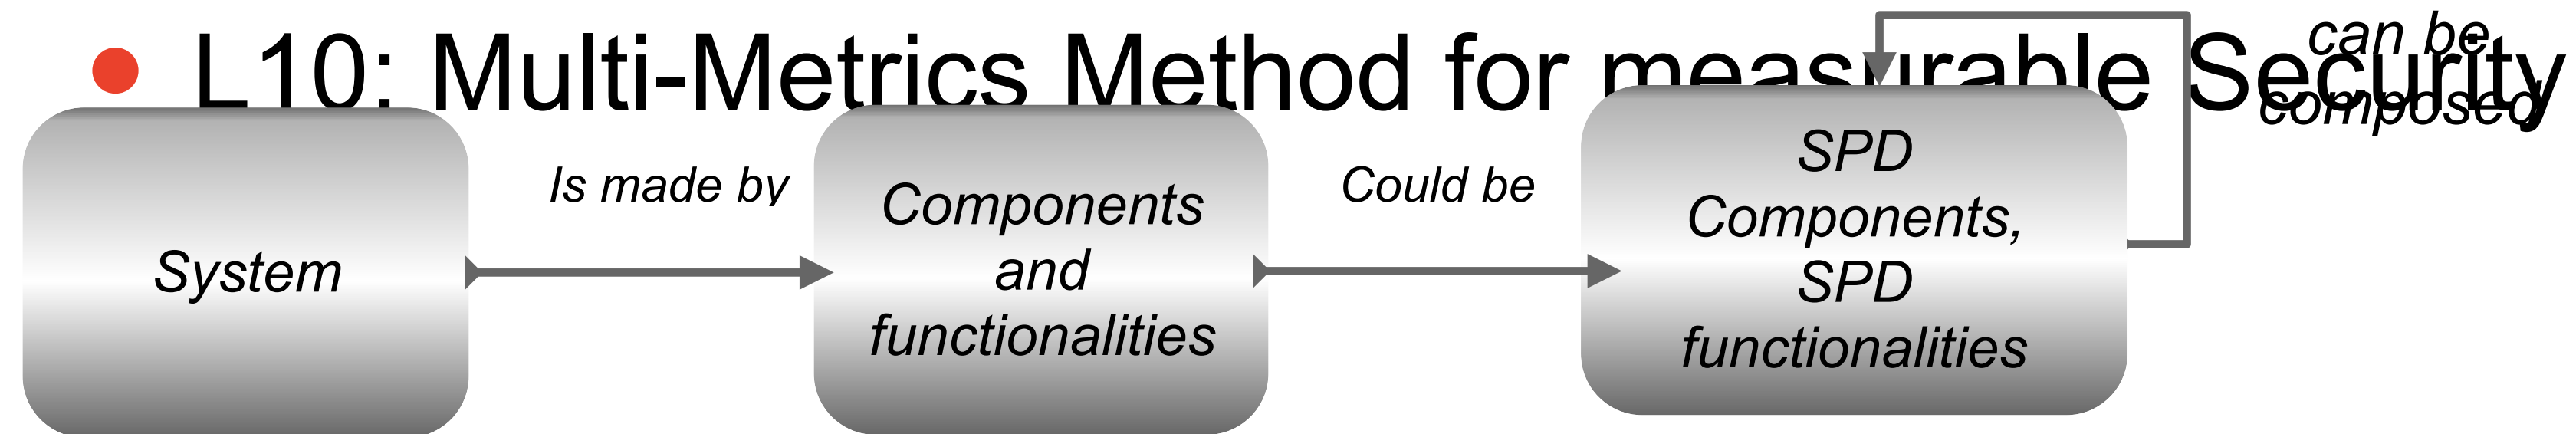 • L10: Multi-Metrics Method for measurable Security
can be
composed
System
Is made by
Components
and
functionalities
Could be
SPD
Components,
SPD
functionalities